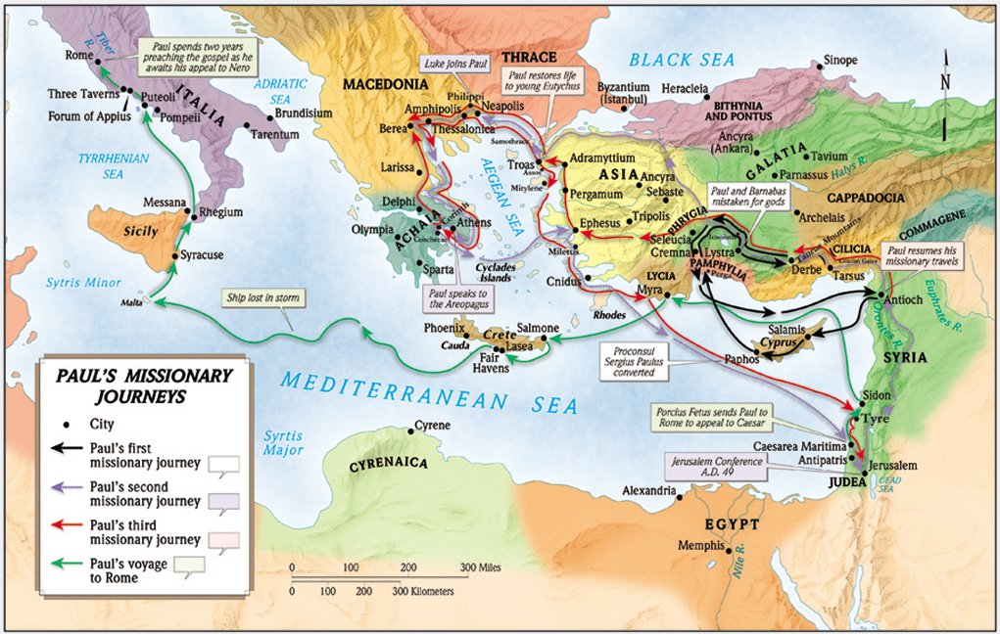 Rome
Tiber
R.
Paul spends two years
preaching the gospel as he
awaits his appeal to Nero
Three Taverns
Forum of Appius
Puteoli
Pompeii
ITALIA
ADRIATIC
SEA
Brundisium
Tarentum
TYRRHENIAN
SEA
Messana
Rhegium
Sicily
Syracuse
Sytris Minor
Malta
Ship lost in storm
MACEDONIA
Luke joins Paul
THRACE
Paul restores life
to young Eutychus
BLACK SEA
Sinope
Byzantium
(Istanbul)
Heracleia
BITHYNIA
AND PONTUS
Philippi
Amphipolis
Neapolis
Berea
Thessalonica
Samothrace
Larissa
Troas
Assos
Mitylene
Adramyttium
ASIA
Pergamum
Ancyra
Sebaste
Tripolis
Ancyra
(Ankara)
GALATIA
Tavium
Parnassus
Halys R.
AEGEAN SEA
Delphi
ACHAIA
Corinth
Athens
Cenchreae
Olympia
Sparta
Ephesus
Miletus
Cyclades
Islands
Paul speaks to
the Areopagus
Cnidus
Rhodes
PHRYGIA
Paul and Barnabas
mistaken for gods
CAPPADOCIA
Archelais
COMMAGENE
Seleucia
Cremna
Iconium
Lystra
PAMPHYLIA
Perga
LYCIA
Myra
Derbe
Taurus Mountains
CILICIA
Cilician Gates
Tarsus
Paul resumes his
missionary travels
Antioch
Orontes R.
Euphrates R.
SYRIA
Salamis
Cyprus
Paphos
Proconsul
Sergius Paulus
converted
Phoenix
Cauda
Crete
Salmone
Lasea
Fair
Havens
MEDITERRANEAN SEA
Sidon
Tyre
Porcius Fetus sends Paul to
Rome to appeal to Caesar
Caesarea Maritima
Antipatris
Jerusalem Conference
A.D. 49
Jerusalem
JUDEA
DEAD
SEA
Syrtis
Major
Cyrene
CYRENAICA
Alexandria
EGYPT
Memphis
Nile R.
N
PAUL'S MISSIONARY
JOURNEYS
City
Paul's first
missionary journey
Paul's second
missionary journey
Paul's third
missionary journey
Paul's voyage
to Rome
0 100 200 300 Miles
0 100 200 300 Kilometers